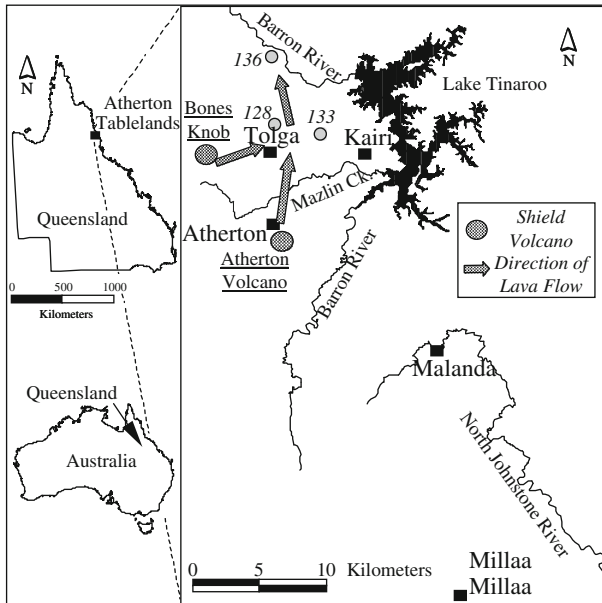 N
Atherton
Tablelands
Queensland
0 500 1000
Kilometers
Queensland
Australia
136
Barron River
N
Lake Tinaroo
Bones
Knob
128
133
Tolga
Kairi
Mazlin Ck.
Atherton
Atherton
Volcano
Barron River
Shield
Volcano
Direction of
Lava Flow
Malanda
North Johnstone River
0 5 10 Kilometers
Millaa
Millaa